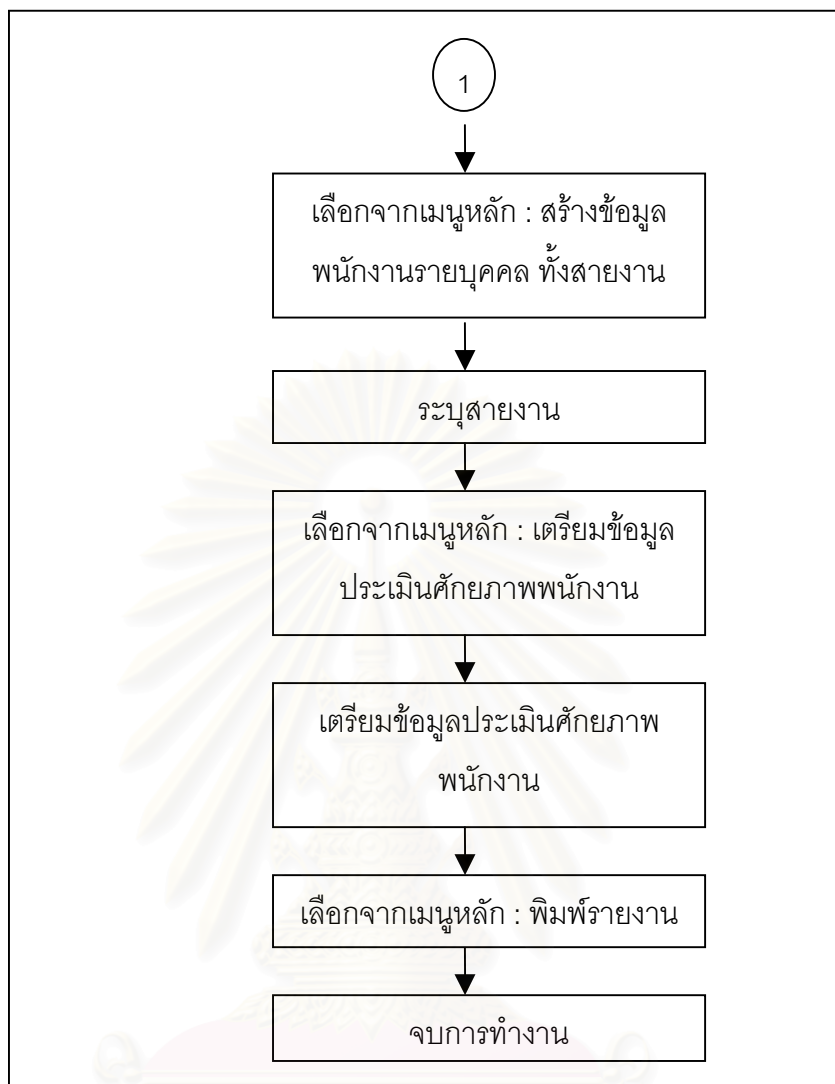 1
เลือกจากเมนูหลัก : สร้างข้อมูล
พนักงานรายบุคคล ทั้งสายงาน
ระบุสายงาน
เลือกจากเมนูหลัก : เตรียมข้อมูล
ประเมินศักยภาพพนักงาน
เตรียมข้อมูลประเมินศักยภาพ
พนักงาน
เลือกจากเมนูหลัก : พิมพ์รายงาน
จบการทำงาน